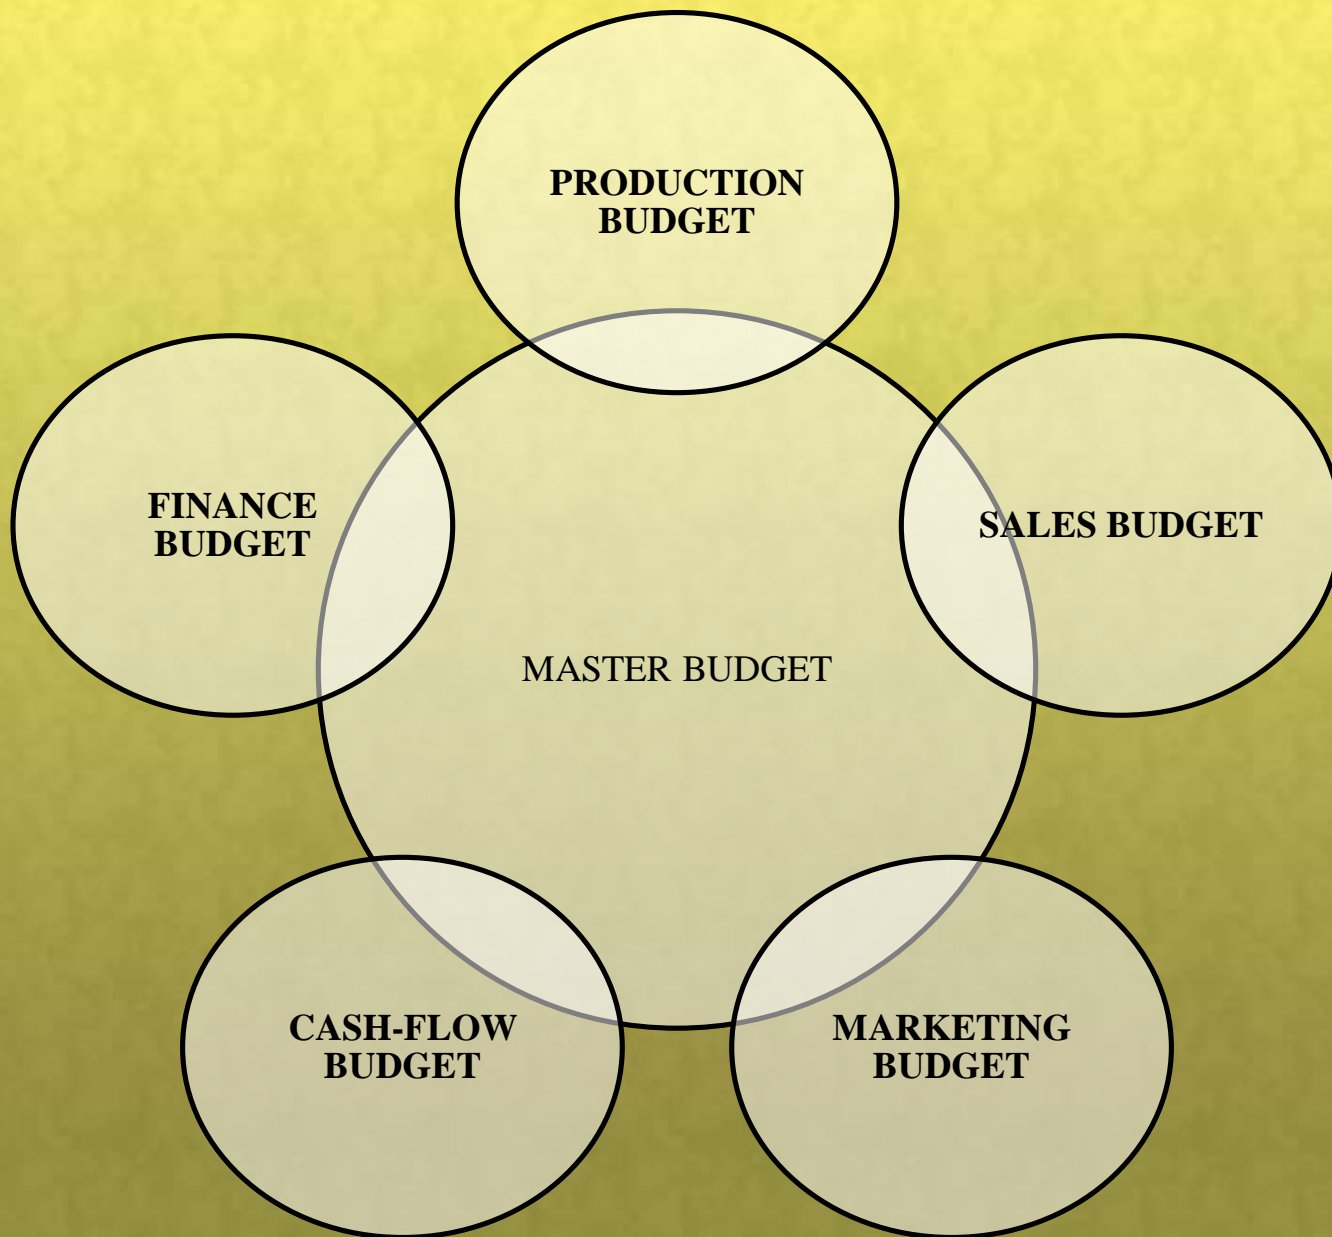 PRODUCTION
BUDGET
FINANCE
BUDGET
SALES BUDGET
MASTER BUDGET
CASH-FLOW
BUDGET
MARKETING
BUDGET